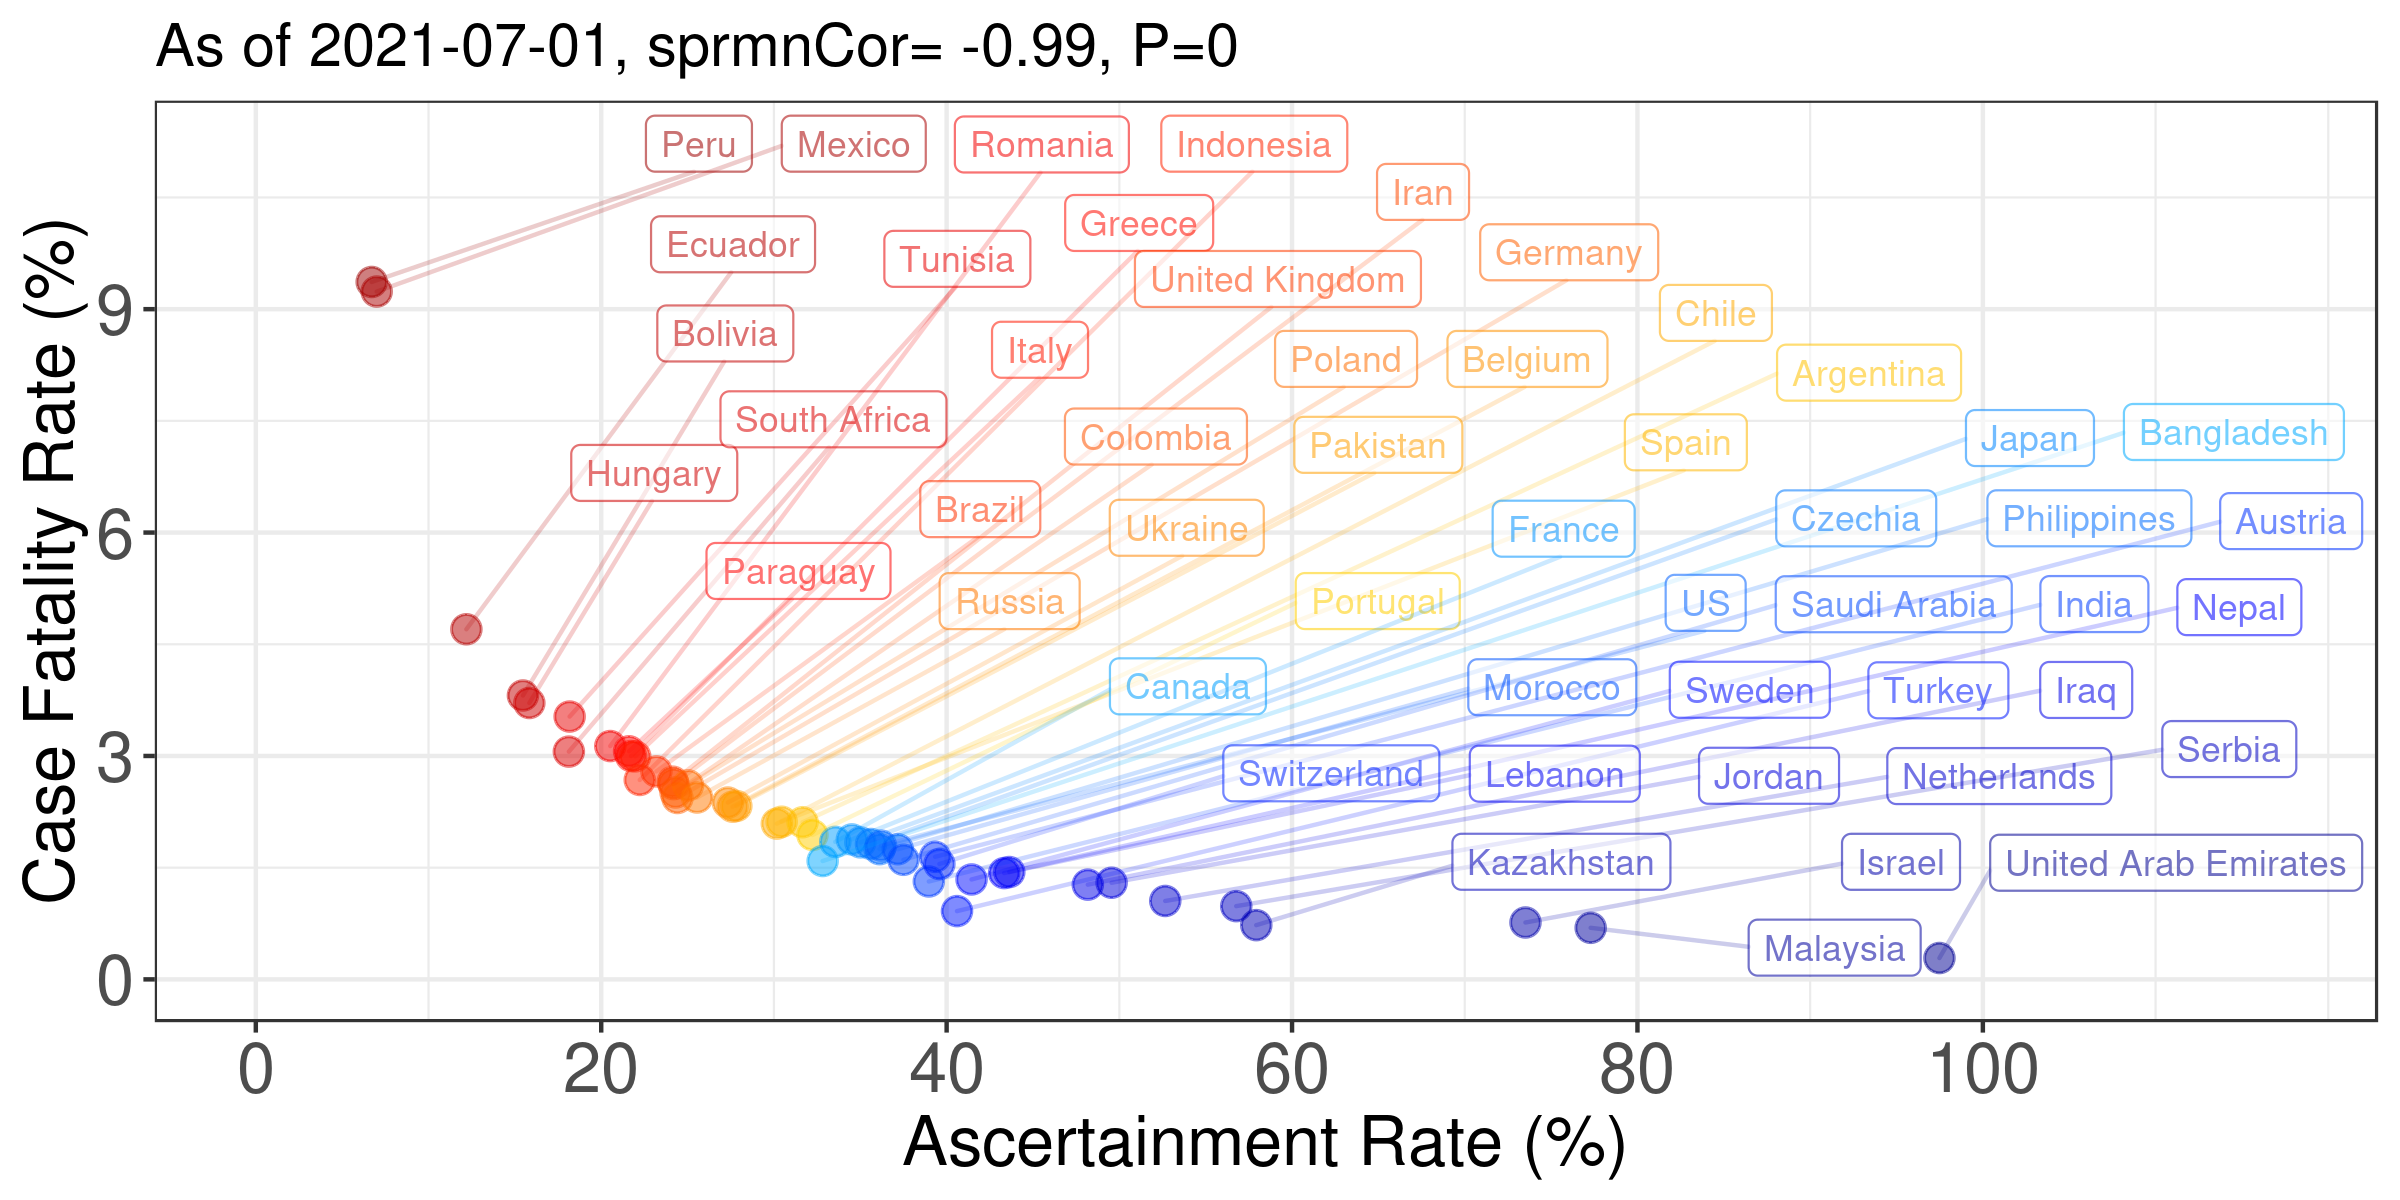 As of 2021-07-01, sprmnCor= -0.99, P=0
Case Fatality Rate (%)
9
6
3
0
Peru
Mexico
Romania
Indonesia
Iran
Greece
Ecuador
Tunisia
Germany
United Kingdom
Chile
Bolivia
Italy
Poland
Belgium
Argentina
South Africa
Colombia
Pakistan
Spain
Japan
Bangladesh
Hungary
Brazil
Ukraine
France
Czechia
Philippines
Austria
Paraguay
Russia
Portugal
US
Saudi Arabia
India
Nepal
Canada
Morocco
Sweden
Turkey
Iraq
Serbia
Switzerland
Lebanon
Jordan
Netherlands
Kazakhstan
Israel
United Arab Emirates
Malaysia
0 20 40 60 80 100
Ascertainment Rate (%)